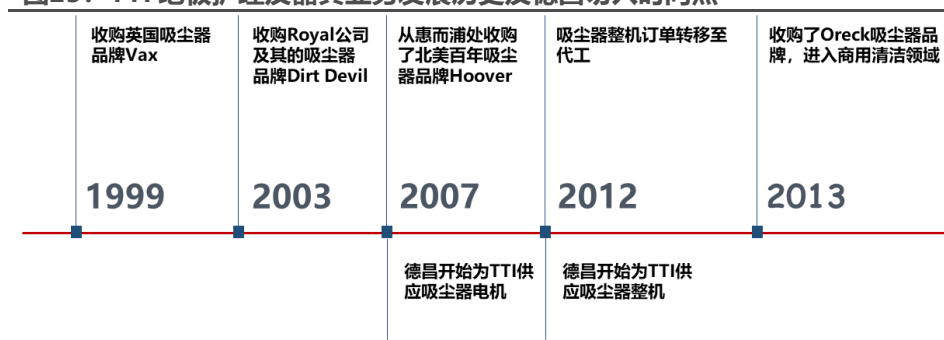 收购英国吸尘器
品牌Vax
收购Royal公司
及其的吸尘器
品牌Dirt Devil
从惠而浦处收购
了北美百年吸尘
器品牌Hoover
吸尘器整机订单转移至
代工
收购了Oreck吸尘器品
牌，进入商用清洁领域
1999
2003
2007
2012
2013
德昌开始为TTI供
应吸尘器电机
德昌开始为TTI供
应吸尘器整机